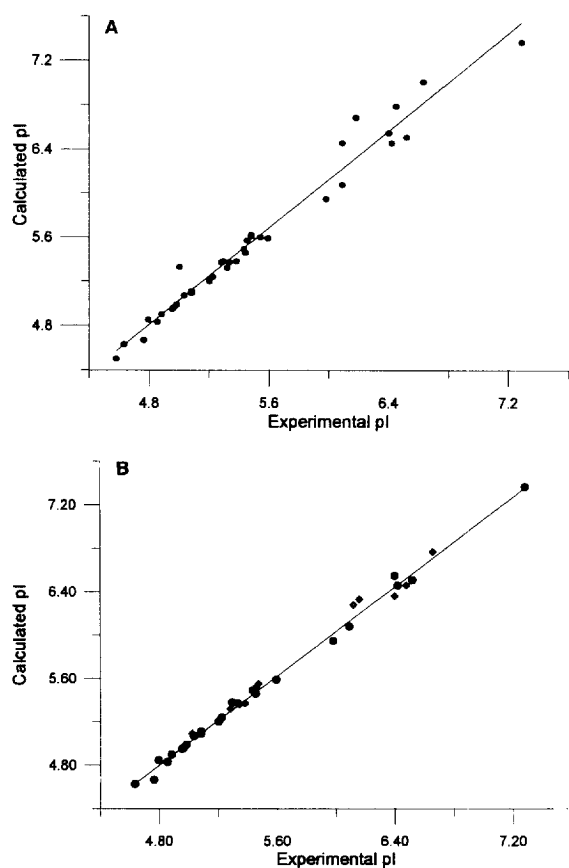 A
7.2
6.4
5.6
4.8
Calculated pI
4.8 5.6 6.4 7.2
Experimental pI
B
7.20
6.40
5.60
4.80
Calculated pI
4.80 5.60 6.40 7.20
Experimental pI